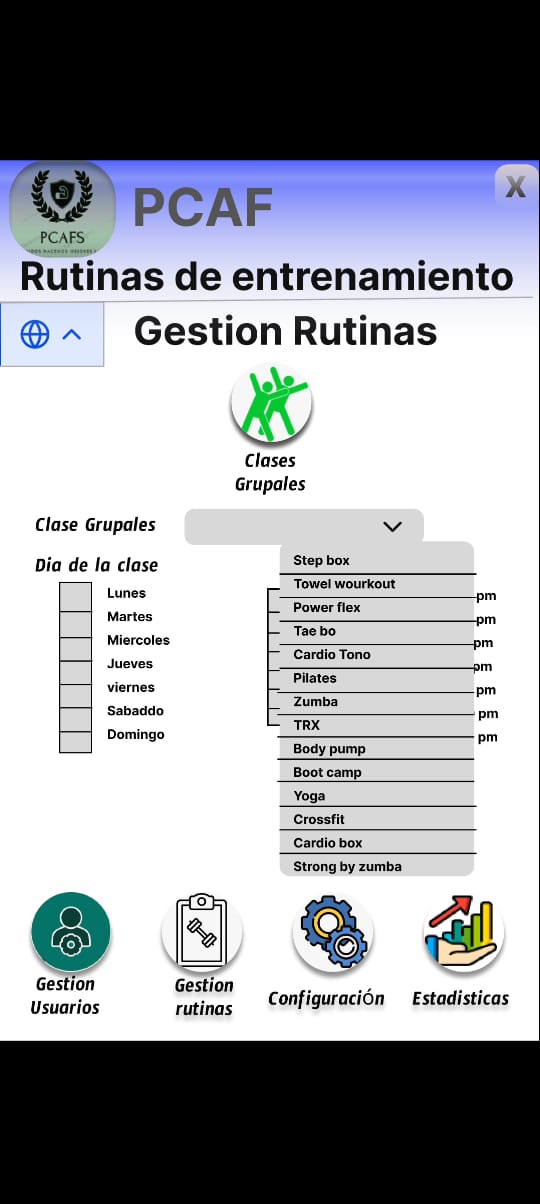 PCAF
X
PCAFS
Rutinas de entrenamiento
Gestion Rutinas
Clases
Grupales
Clase Grupales
Dia de la clase
Lunes
Martes
Miercoles
Jueves
viernes
Sabaddo
Domingo
Step box
Towel wourkout
Power flex
Tae bo
Cardio Tono
Pilates
Zumba
TRX
Body pump
Boot camp
Yoga
Crossfit
Cardio box
Strong by zumba
pm
pm
pm
pm
pm
pm
pm
Gestion
Usuarios
Gestion
rutinas
Configuración
Estadisticas